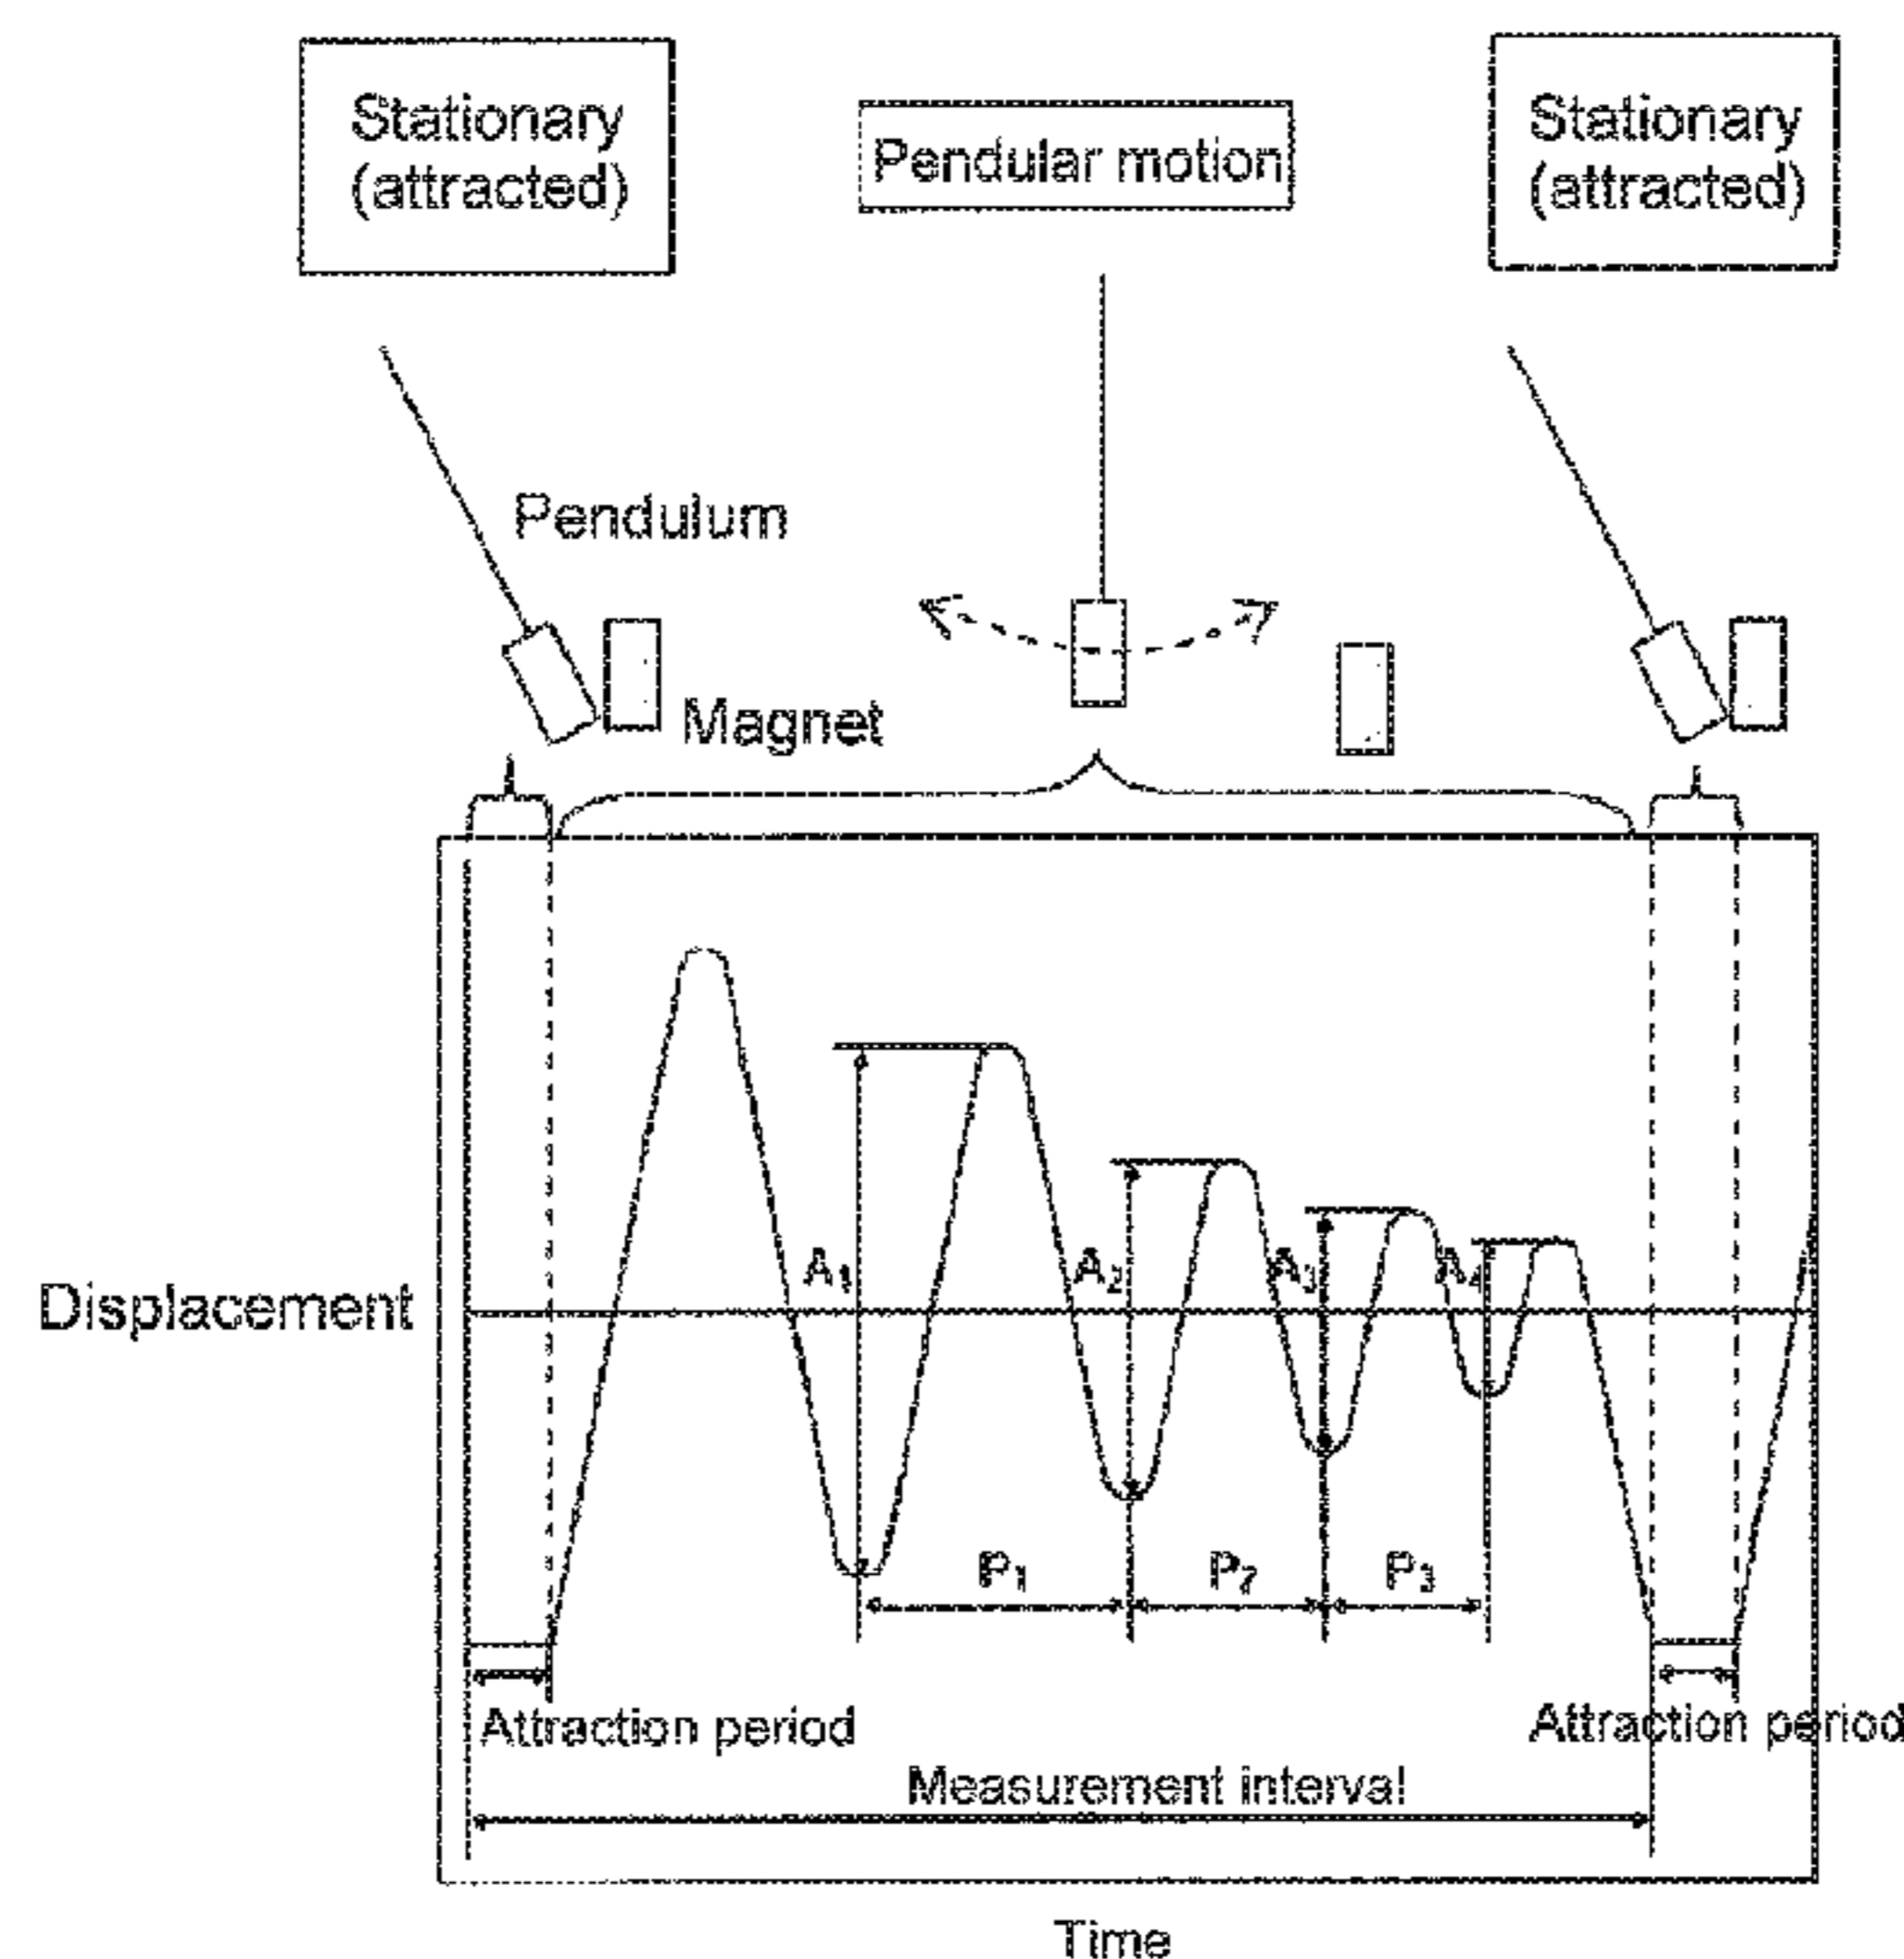 Stationary
(attracted)
Pendular motion
Stationary
(attracted)
Pendulum
Magnet
A₁
A₂
A₃
A₄
Displacement
P₁
P₂
P₃
Attraction period
Attraction period
Measurement interval
Time